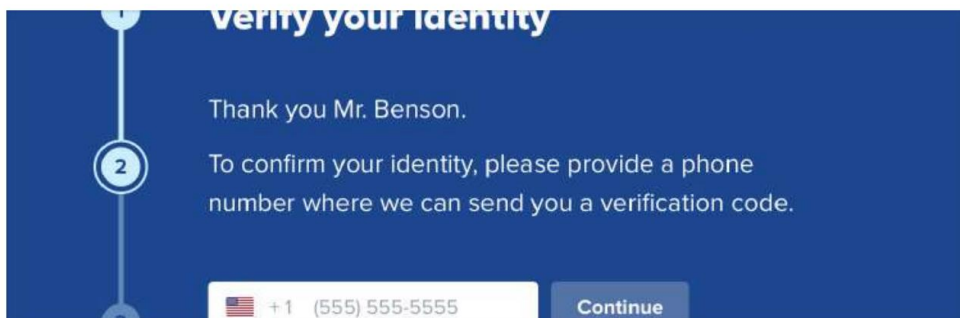 Verify your identity
Thank you Mr. Benson.
2
To confirm your identity, please provide a phone
number where we can send you a verification code.
+1 (555) 555-5555 Continue